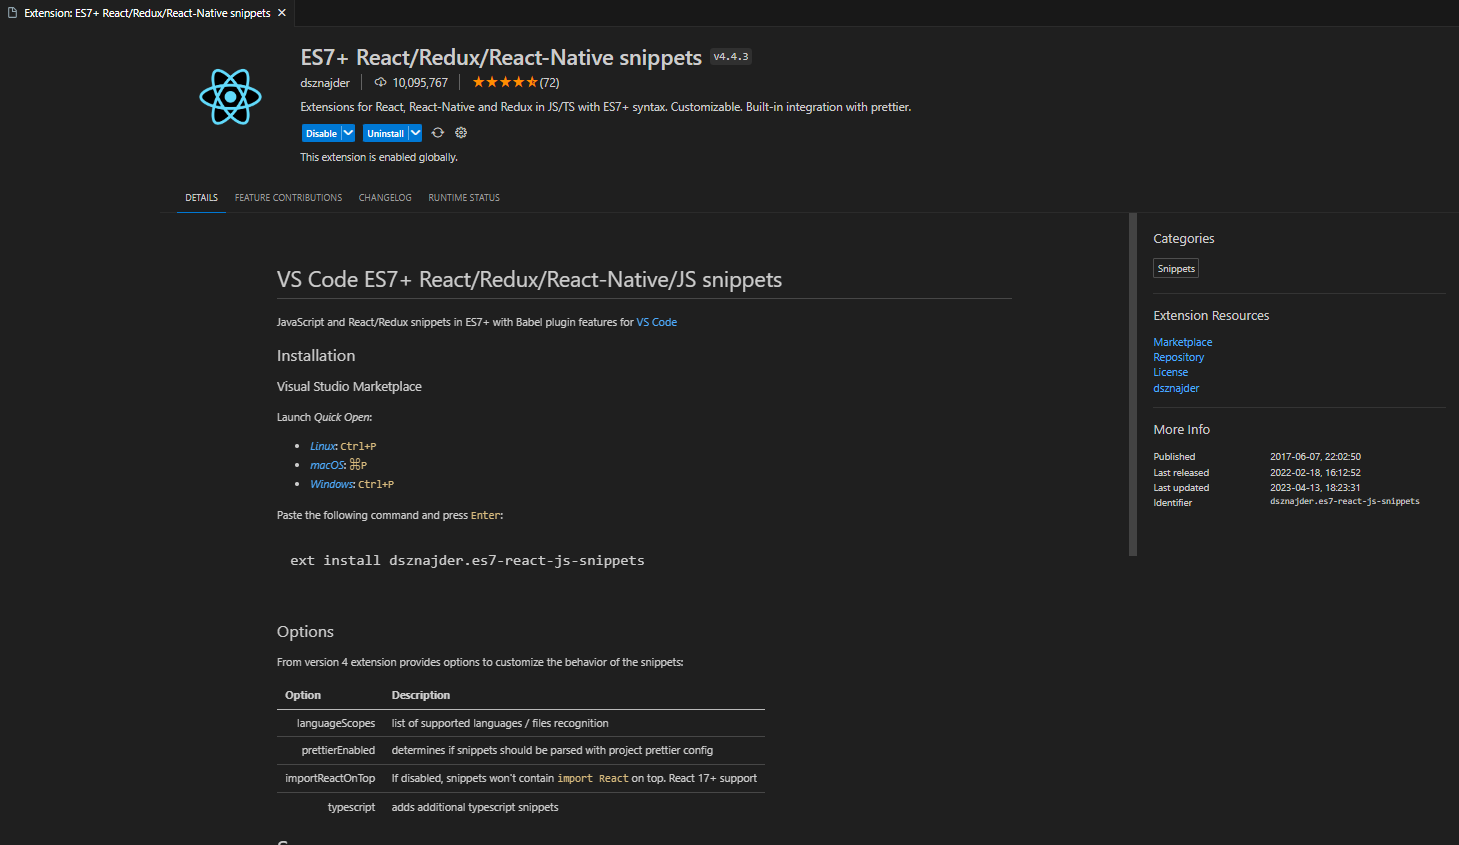 Extension: ES7+ React/Redux/React-Native snippets
ES7+ React/Redux/React-Native snippets v4.4.3
dsznajder 10,095,767 (72)
Extensions for React, React-Native and Redux in JS/TS with ES7+ syntax. Customizable. Built-in integration with prettier.
Disable Uninstall
This extension is enabled globally.
DETAILS FEATURE CONTRIBUTIONS CHANGELOG RUNTIME STATUS
VS Code ES7+ React/Redux/React-Native/JS snippets
JavaScript and React/Redux snippets in ES7+ with Babel plugin features for VS Code
Installation
Visual Studio Marketplace
Launch Quick Open:
• Linux: Ctrl+P
• macOS: ⌘P
• Windows: Ctrl+P
Paste the following command and press Enter:
ext install dsznajder.es7-react-js-snippets
Options
From version 4 extension provides options to customize the behavior of the snippets:
Option Description
languageScopes list of supported languages / files recognition
prettierEnabled determines if snippets should be parsed with project prettier config
importReactOnTop If disabled, snippets won't contain import React on top. React 17+ support
typescript adds additional typescript snippets
Categories
Snippets
Extension Resources
Marketplace
Repository
License
dsznajder
More Info
Published 2017-06-07, 22:02:50
Last released 2022-02-18, 16:12:52
Last updated 2023-04-13, 18:23:31
Identifier dsznajder.es7-react-js-snippets